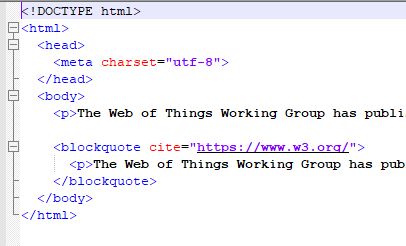 <!DOCTYPE html>
<html>
<head>
<meta charset="utf-8">
</head>
<body>
<p>The Web of Things Working Group has publi
<blockquote cite="https://www.w3.org/">
<p>The Web of Things Working Group has pub
</blockquote>
</body>
</html>